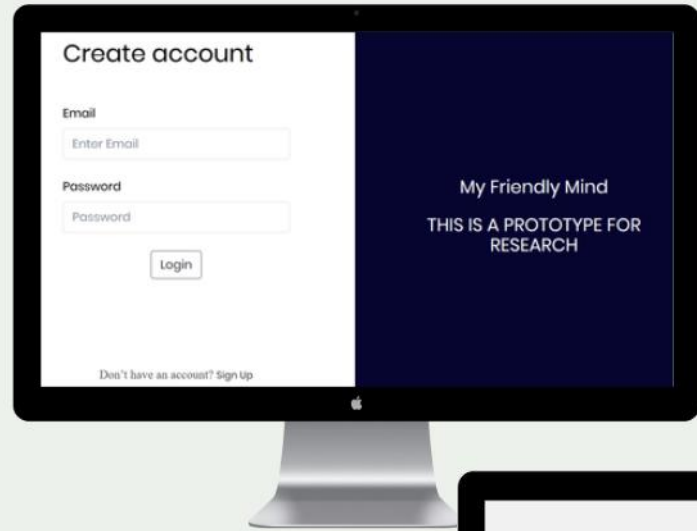 Create account
Email
Enter Email
Password
Password
Login
Don't have an account? Sign Up
My Friendly Mind
THIS IS A PROTOTYPE FOR
RESEARCH